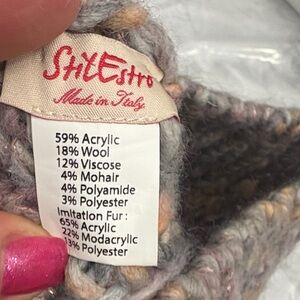 StilEstro
Made in Italy
59% Acrylic
18% Wool
12% Viscose
4% Mohair
4% Polyamide
3% Polyester
Imitation Fur:
65% Acrylic
22% Modacrylic
13% Polyester